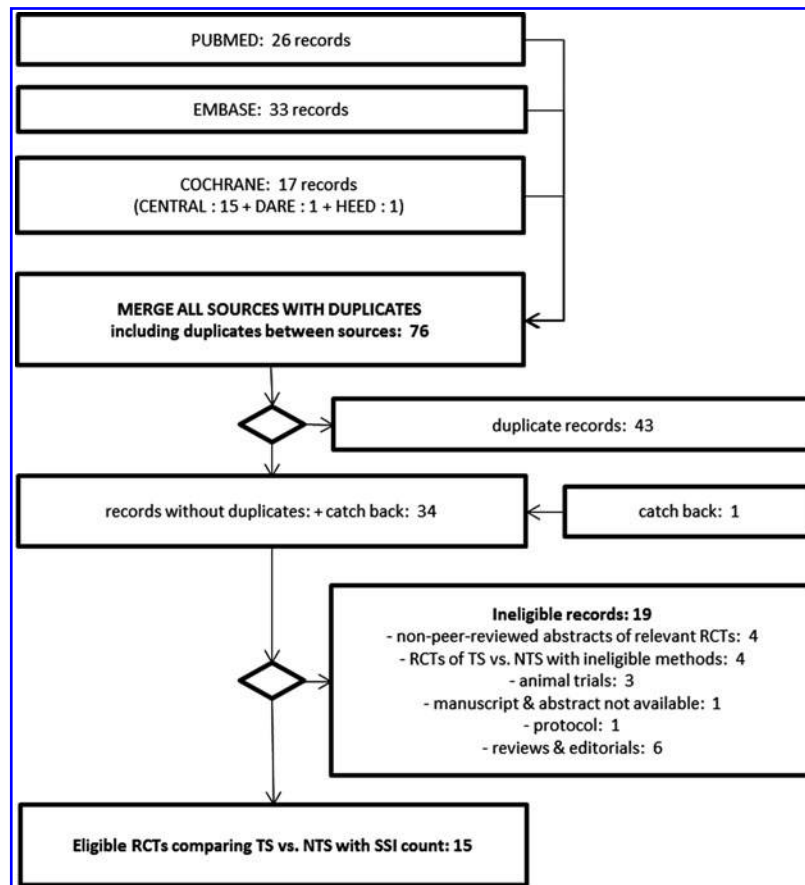 PUBMED: 26 records
EMBASE: 33 records
COCHRANE: 17 records
(CENTRAL : 15 + DARE : 1 + HEED : 1)
MERGE ALL SOURCES WITH DUPLICATES
including duplicates between sources: 76
duplicate records: 43
records without duplicates: + catch back: 34
catch back: 1
Ineligible records: 19
- non-peer-reviewed abstracts of relevant RCTs: 4
- RCTs of TS vs. NTS with ineligible methods: 4
- animal trials: 3
- manuscript & abstract not available: 1
- protocol: 1
- reviews & editorials: 6
Eligible RCTs comparing TS vs. NTS with SSI count: 15